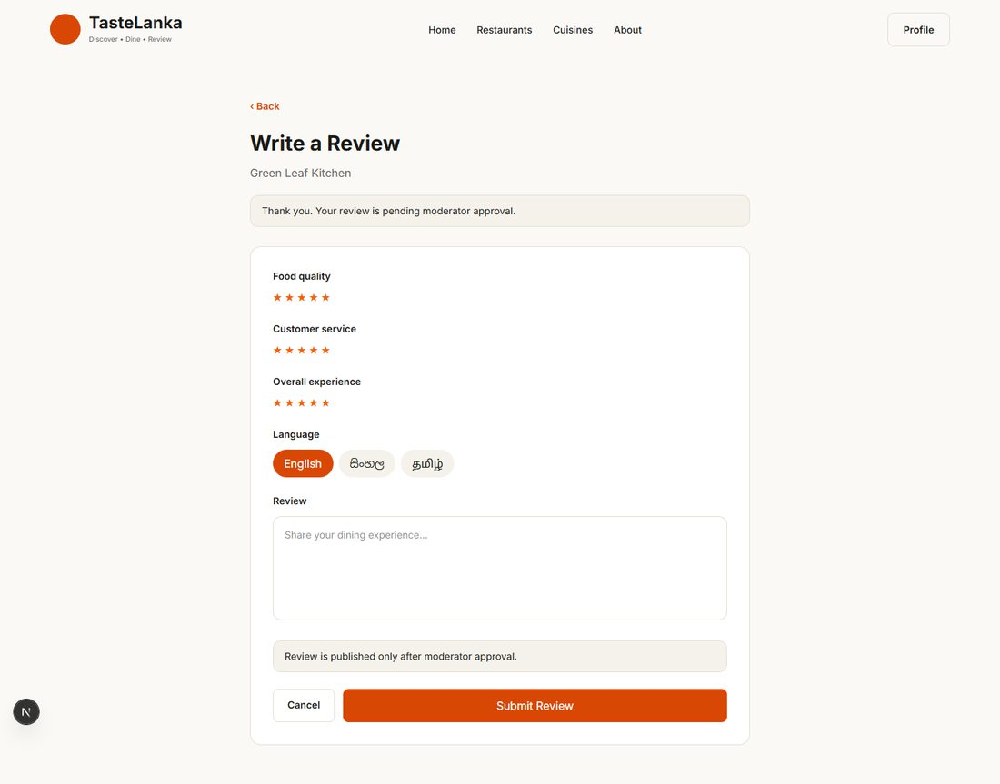 TasteLanka
Discover • Dine • Review
Home Restaurants Cuisines About
Profile
‹ Back
Write a Review
Green Leaf Kitchen
Thank you. Your review is pending moderator approval.
Food quality
★ ★ ★ ★ ★
Customer service
★ ★ ★ ★ ★
Overall experience
★ ★ ★ ★ ★
Language
English සිංහල தமிழ்
Review
Share your dining experience...
Review is published only after moderator approval.
Cancel Submit Review
N